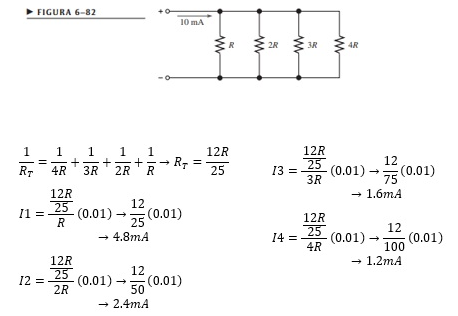 ► FIGURA 6–82
+
10 mA
R
2R
3R
4R
–
1/R_T = 1/4R + 1/3R + 1/2R + 1/R → R_T = 12R/25
I1 = (12R/25)/R (0.01) → 12/25 (0.01)
→ 4.8mA
I2 = (12R/25)/2R (0.01) → 12/50 (0.01)
→ 2.4mA
I3 = (12R/25)/3R (0.01) → 12/75 (0.01)
→ 1.6mA
I4 = (12R/25)/4R (0.01) → 12/100 (0.01)
→ 1.2mA